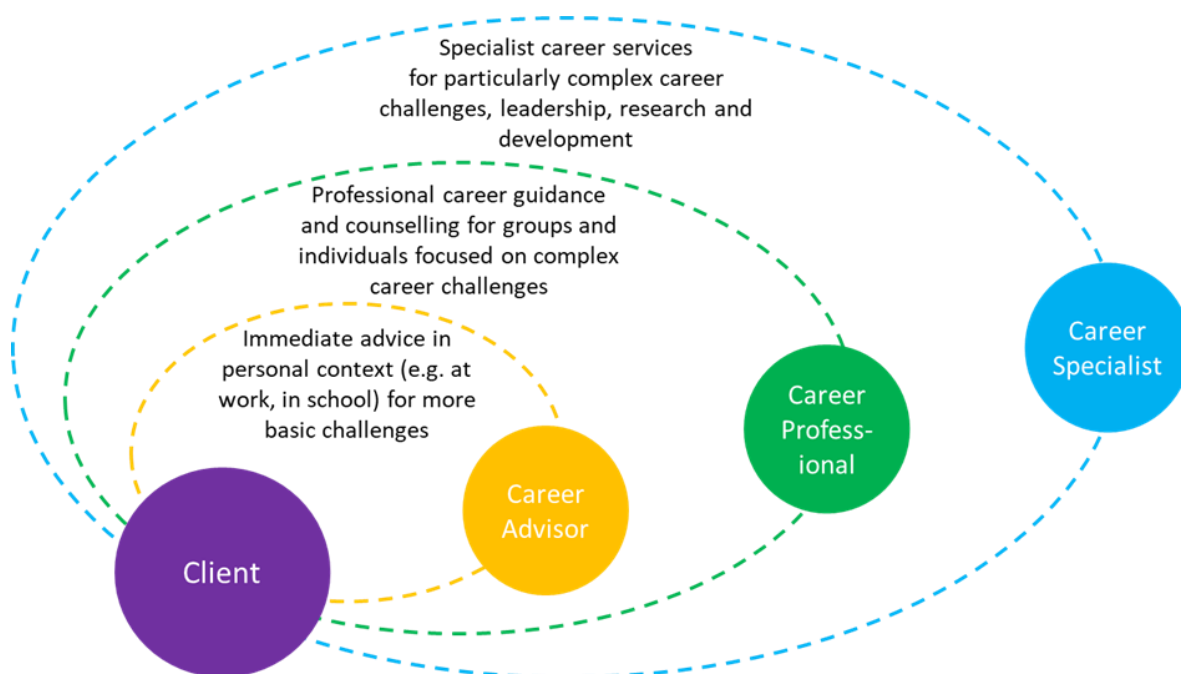 Specialist career services
for particularly complex career
challenges, leadership, research and
development
Professional career guidance
and counselling for groups and
individuals focused on complex
career challenges
Immediate advice in
personal context (e.g. at
work, in school) for more
basic challenges
Career
Specialist
Career
Profess-
ional
Career
Advisor
Client